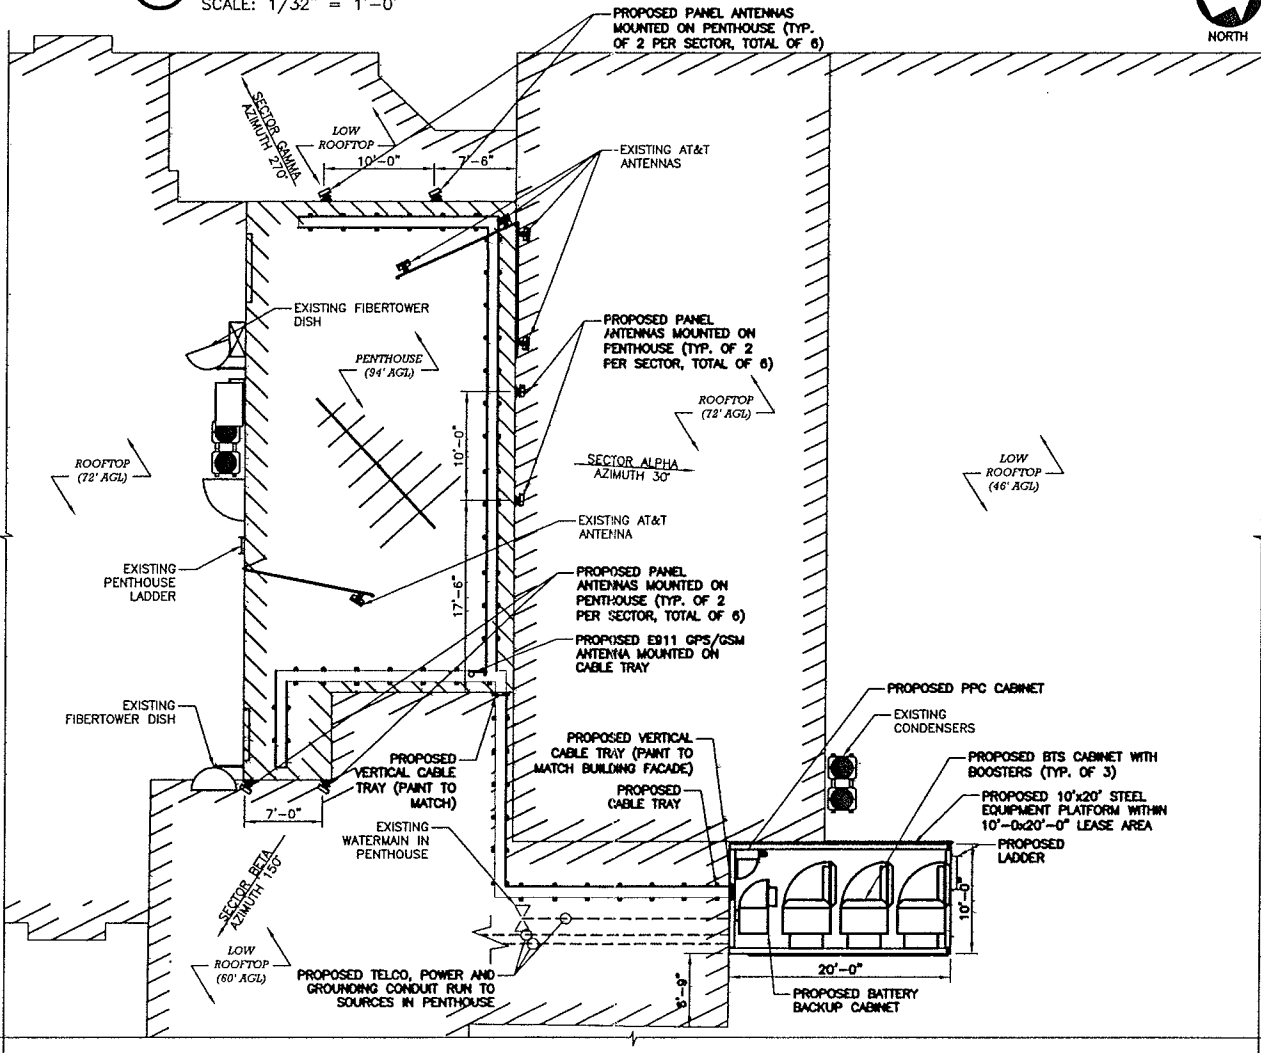 SCALE: 1/32" = 1'-0"
NORTH
PROPOSED PANEL ANTENNAS
MOUNTED ON PENTHOUSE (TYP.
OF 2 PER SECTOR, TOTAL OF 6)
SECTOR GAMMA
AZIMUTH 270°
LOW
ROOFTOP
10'-0"
7'-6"
EXISTING AT&T
ANTENNAS
EXISTING FIBERTOWER
DISH
PENTHOUSE
(94' AGL)
PROPOSED PANEL
ANTENNAS MOUNTED ON
PENTHOUSE (TYP. OF 2
PER SECTOR, TOTAL OF 6)
ROOFTOP
(72' AGL)
10'-0"
SECTOR ALPHA
AZIMUTH 30°
ROOFTOP
(72' AGL)
LOW
ROOFTOP
(46' AGL)
EXISTING AT&T
ANTENNA
EXISTING
PENTHOUSE
LADDER
17'-6"
PROPOSED PANEL
ANTENNAS MOUNTED ON
PENTHOUSE (TYP. OF 2
PER SECTOR, TOTAL OF 6)
PROPOSED E911 GPS/GSM
ANTENNA MOUNTED ON
CABLE TRAY
EXISTING
FIBERTOWER DISH
PROPOSED PPC CABINET
EXISTING
CONDENSERS
PROPOSED
VERTICAL CABLE
TRAY (PAINT TO
MATCH)
PROPOSED VERTICAL
CABLE TRAY (PAINT TO
MATCH BUILDING FACADE)
PROPOSED
CABLE TRAY
PROPOSED BTS CABINET WITH
BOOSTERS (TYP. OF 3)
PROPOSED 10'x20' STEEL
EQUIPMENT PLATFORM WITHIN
10'-0x20'-0" LEASE AREA
PROPOSED
LADDER
7'-0"
EXISTING
WATERMAIN IN
PENTHOUSE
SECTOR BETA
AZIMUTH 150°
10'-0"
LOW
ROOFTOP
(60' AGL)
PROPOSED TELCO, POWER AND
GROUNDING CONDUIT RUN TO
SOURCES IN PENTHOUSE
20'-0"
PROPOSED BATTERY
BACKUP CABINET